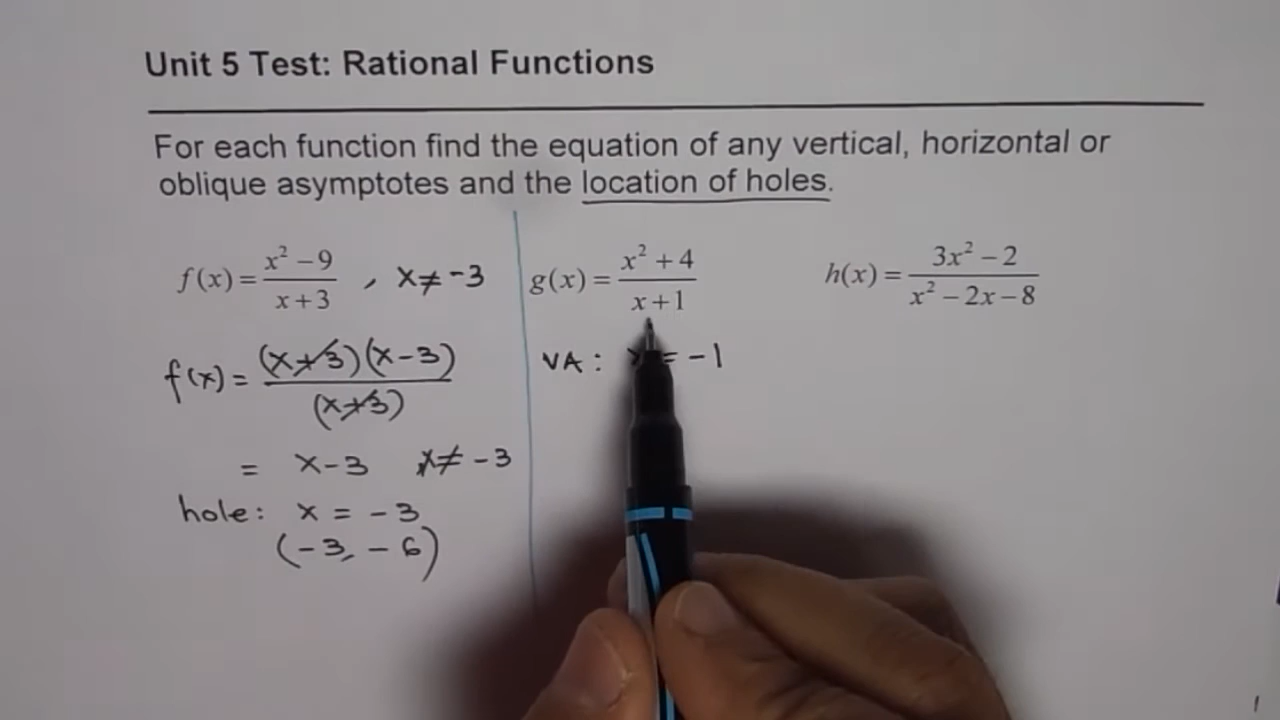 Unit 5 Test: Rational Functions
For each function find the equation of any vertical, horizontal or
oblique asymptotes and the location of holes.
f(x) = (x² − 9)/(x + 3) , x ≠ −3
f(x) = (x+3)(x−3)/(x+3)
= x−3 x ≠ −3
hole: x = −3
(−3, −6)
g(x) = (x² + 4)/(x + 1)
VA: = −1
h(x) = (3x² − 2)/(x² − 2x − 8)